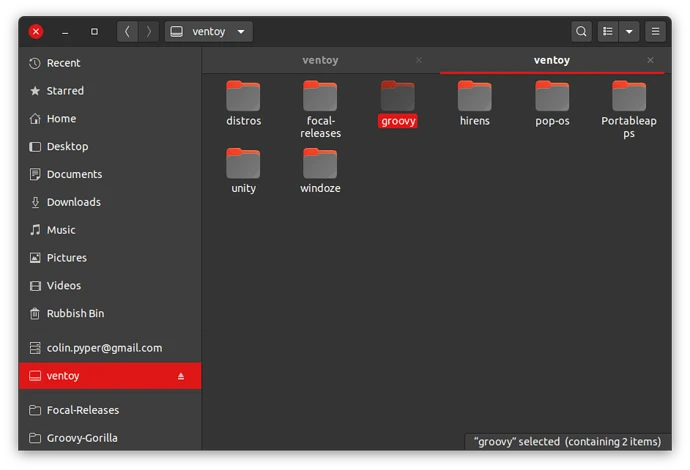 ventoy
Recent
Starred
Home
Desktop
Documents
Downloads
Music
Pictures
Videos
Rubbish Bin
colin.pyper@gmail.com
ventoy
Focal-Releases
Groovy-Gorilla
ventoy
ventoy
distros
focal-
releases
groovy
hirens
pop-os
Portableap
ps
unity
windoze
"groovy" selected (containing 2 items)